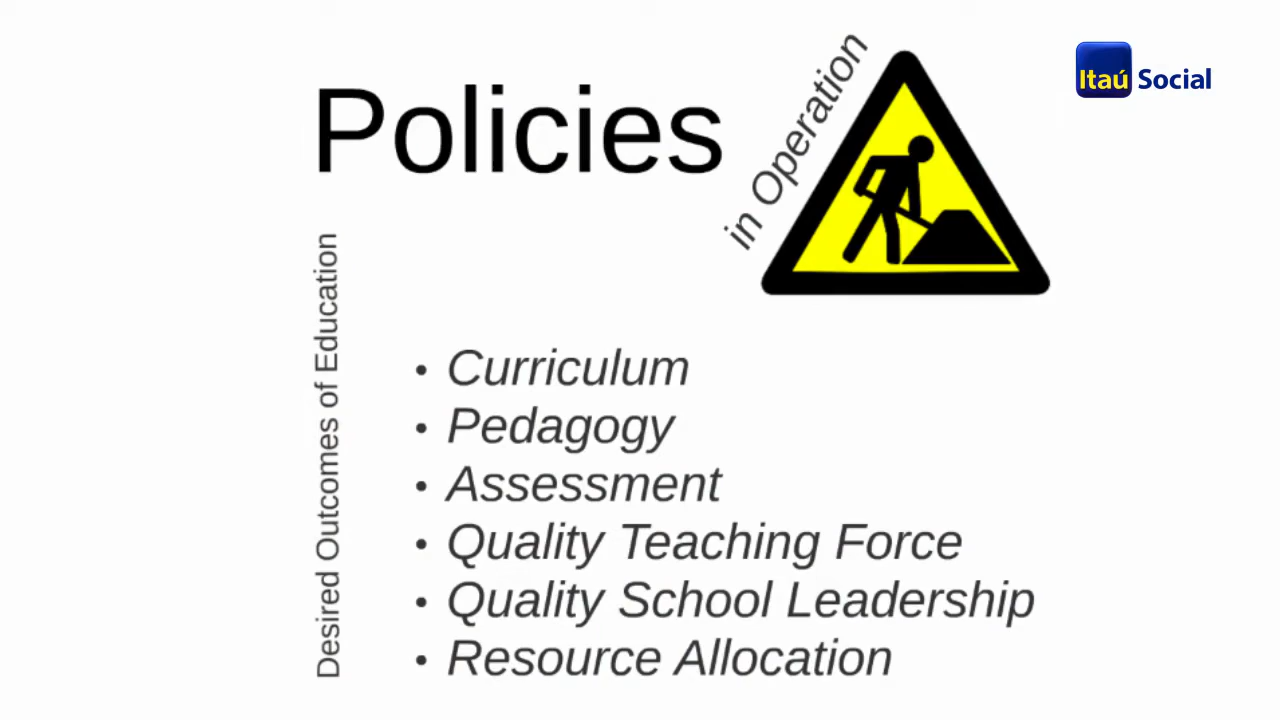 Policies
in Operation
Itaú Social
Desired Outcomes of Education
• Curriculum
• Pedagogy
• Assessment
• Quality Teaching Force
• Quality School Leadership
• Resource Allocation